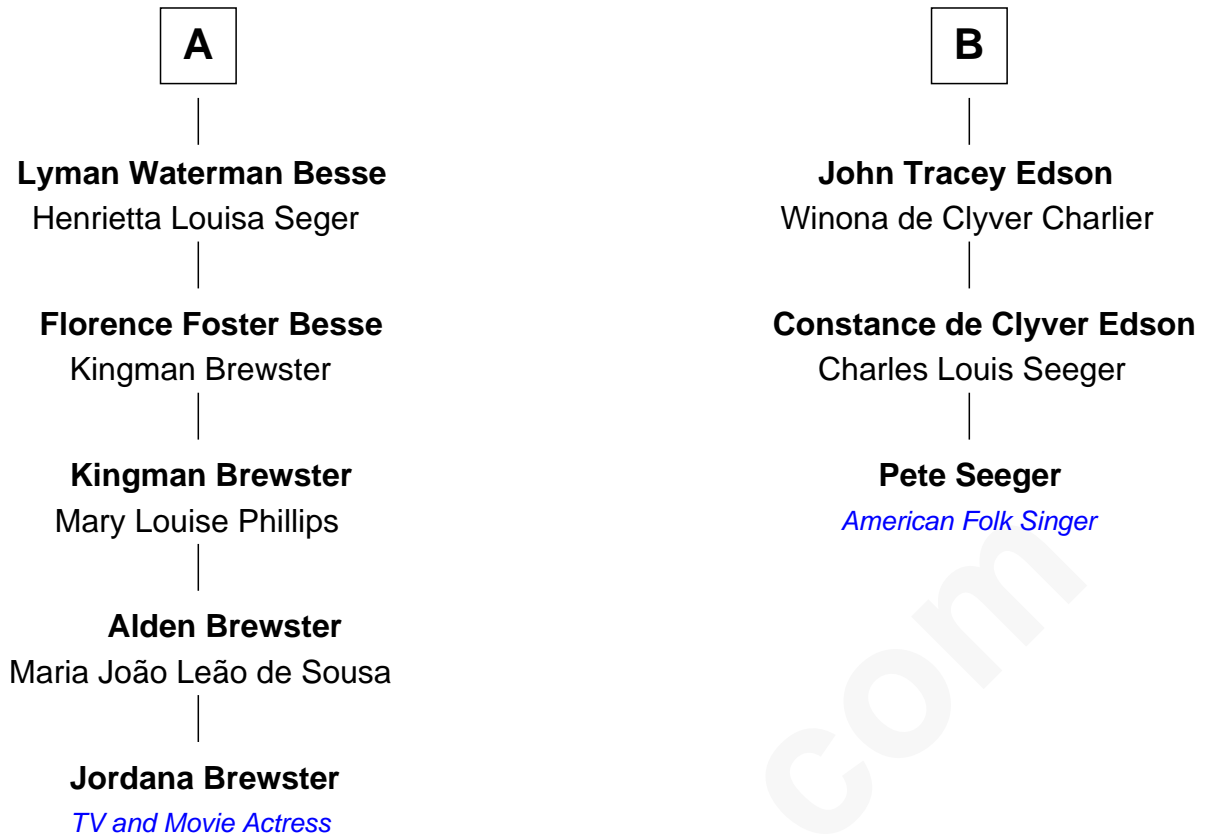 A
Lyman Waterman Besse
Henrietta Louisa Seger
Florence Foster Besse
Kingman Brewster
Kingman Brewster
Mary Louise Phillips
Alden Brewster
Maria João Leão de Sousa
Jordana Brewster
TV and Movie Actress
B
John Tracey Edson
Winona de Clyver Charlier
Constance de Clyver Edson
Charles Louis Seeger
Pete Seeger
American Folk Singer
com